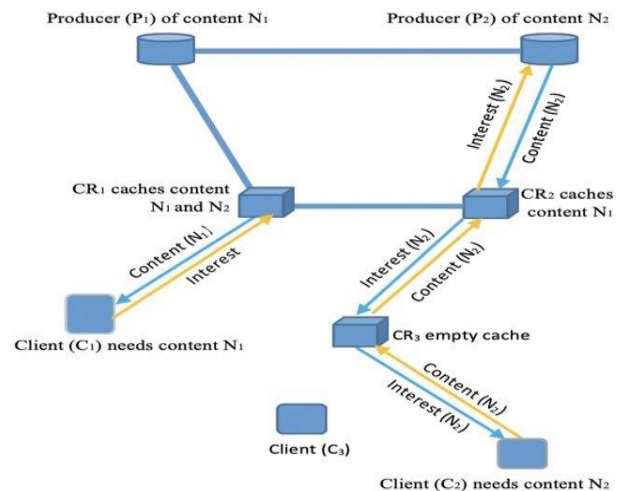 Producer (P₁) of content N₁
Producer (P₂) of content N₂
Interest (N₂)
Content (N₂)
CR₁ caches content
N₁ and N₂
CR₂ caches
content N₁
Content (N₁)
Interest
Interest (N₂)
Content (N₂)
Client (C₁) needs content N₁
CR₃ empty cache
Content (N₂)
Interest (N₂)
Client (C₃)
Client (C₂) needs content N₂